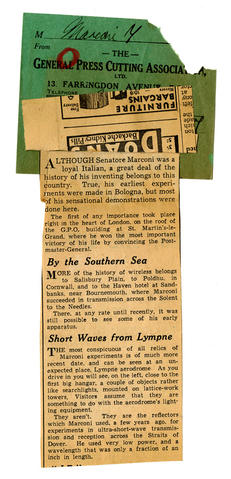 M Marconi
From
— THE —
GENERAL PRESS CUTTING ASSOCIAT
LTD.
13, FARRINGDON AVENUE
TELEPHONE
FURNITURE
BARGAINS
Backache Kidney Pills
DOAN
ALTHOUGH Senatore Marconi was a
loyal Italian, a great deal of the
history of his inventing belongs to this
country. True, his earliest experi-
ments were made in Bologna, but most
of his sensational demonstrations were
done here.
The first of any importance took place
right in the heart of London, on the roof of
the G.P.O. building at St. Martin's-le-
Grand, where he won the most important
victory of his life by convincing the Post-
master-General.
By the Southern Sea
MORE of the history of wireless belongs
to Salisbury Plain, to Poldhu, in
Cornwall, and to the Haven hotel at Sand-
banks, near Bournemouth, where Marconi
succeeded in transmission across the Solent
to the Needles.
There, at any rate until recently, it was
still possible to see some of his early
apparatus.
Short Waves from Lympne
THE most conspicuous of all relics of
Marconi experiments is of much more
recent date, and can be seen at an un-
expected place, Lympne aerodrome. As you
drive in you will see, on the left, close to the
first big hangar, a couple of objects rather
like searchlights, mounted on lattice-work
towers. Visitors assume that they are
something to do with the aerodrome's light-
ing equipment.
They aren't. They are the reflectors
which Marconi used, a few years ago, for
experiments in ultra-short-wave transmis-
sion and reception across the Straits of
Dover. He used very low power, and a
wavelength that was only a fraction of an
inch in length.